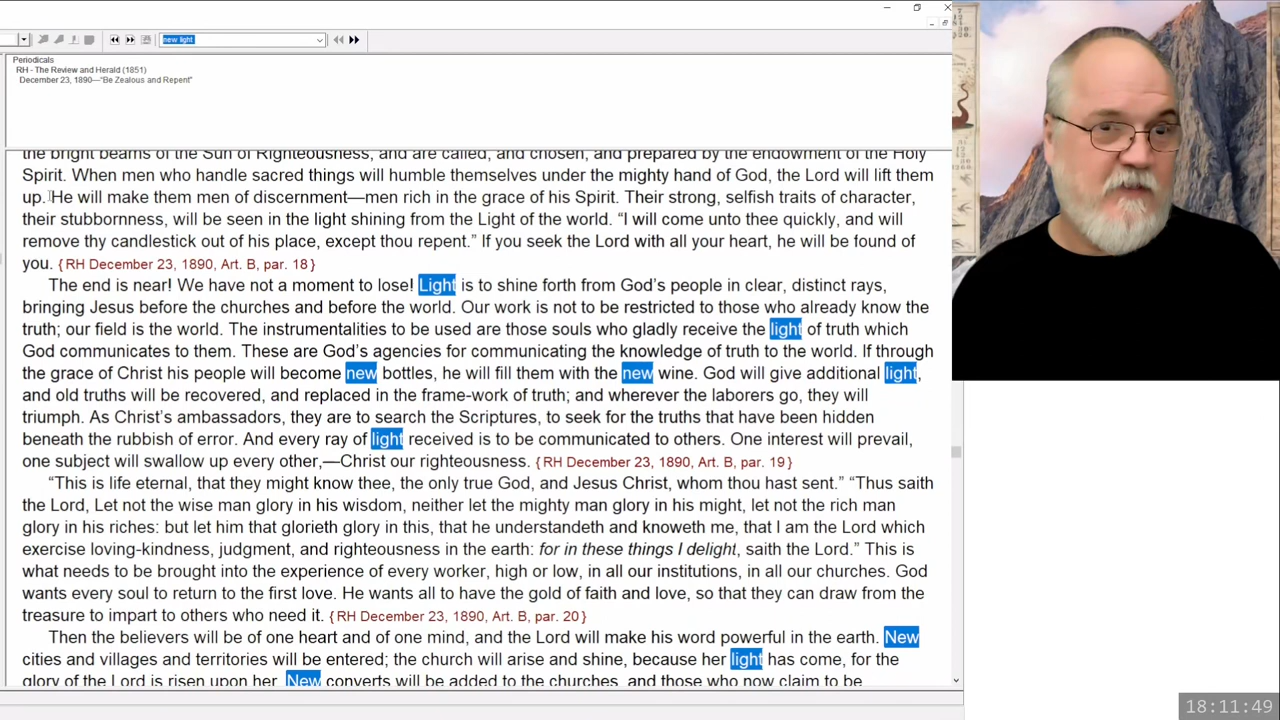 new light
Periodicals
RH - The Review and Herald (1851)
December 23, 1890—“Be Zealous and Repent”
the bright beams of the Sun of Righteousness, and are called, and chosen, and prepared by the endowment of the Holy
Spirit. When men who handle sacred things will humble themselves under the mighty hand of God, the Lord will lift them
up. He will make them men of discernment—men rich in the grace of his Spirit. Their strong, selfish traits of character,
their stubbornness, will be seen in the light shining from the Light of the world. “I will come unto thee quickly, and will
remove thy candlestick out of his place, except thou repent.” If you seek the Lord with all your heart, he will be found of
you. {RH December 23, 1890, Art. B, par. 18}
The end is near! We have not a moment to lose! Light is to shine forth from God’s people in clear, distinct rays,
bringing Jesus before the churches and before the world. Our work is not to be restricted to those who already know the
truth; our field is the world. The instrumentalities to be used are those souls who gladly receive the light of truth which
God communicates to them. These are God’s agencies for communicating the knowledge of truth to the world. If through
the grace of Christ his people will become new bottles, he will fill them with the new wine. God will give additional light,
and old truths will be recovered, and replaced in the frame-work of truth; and wherever the laborers go, they will
triumph. As Christ’s ambassadors, they are to search the Scriptures, to seek for the truths that have been hidden
beneath the rubbish of error. And every ray of light received is to be communicated to others. One interest will prevail,
one subject will swallow up every other,—Christ our righteousness. {RH December 23, 1890, Art. B, par. 19}
“This is life eternal, that they might know thee, the only true God, and Jesus Christ, whom thou hast sent.” “Thus saith
the Lord, Let not the wise man glory in his wisdom, neither let the mighty man glory in his might, let not the rich man
glory in his riches: but let him that glorieth glory in this, that he understandeth and knoweth me, that I am the Lord which
exercise loving-kindness, judgment, and righteousness in the earth: for in these things I delight, saith the Lord.” This is
what needs to be brought into the experience of every worker, high or low, in all our institutions, in all our churches. God
wants every soul to return to the first love. He wants all to have the gold of faith and love, so that they can draw from the
treasure to impart to others who need it. {RH December 23, 1890, Art. B, par. 20}
Then the believers will be of one heart and of one mind, and the Lord will make his word powerful in the earth. New
cities and villages and territories will be entered; the church will arise and shine, because her light has come, for the
glory of the Lord is risen upon her. New converts will be added to the churches, and those who now claim to be
18:11:49